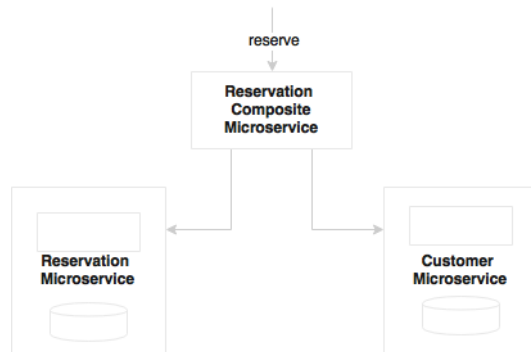 reserve
Reservation
Composite
Microservice
Reservation
Microservice
Customer
Microservice